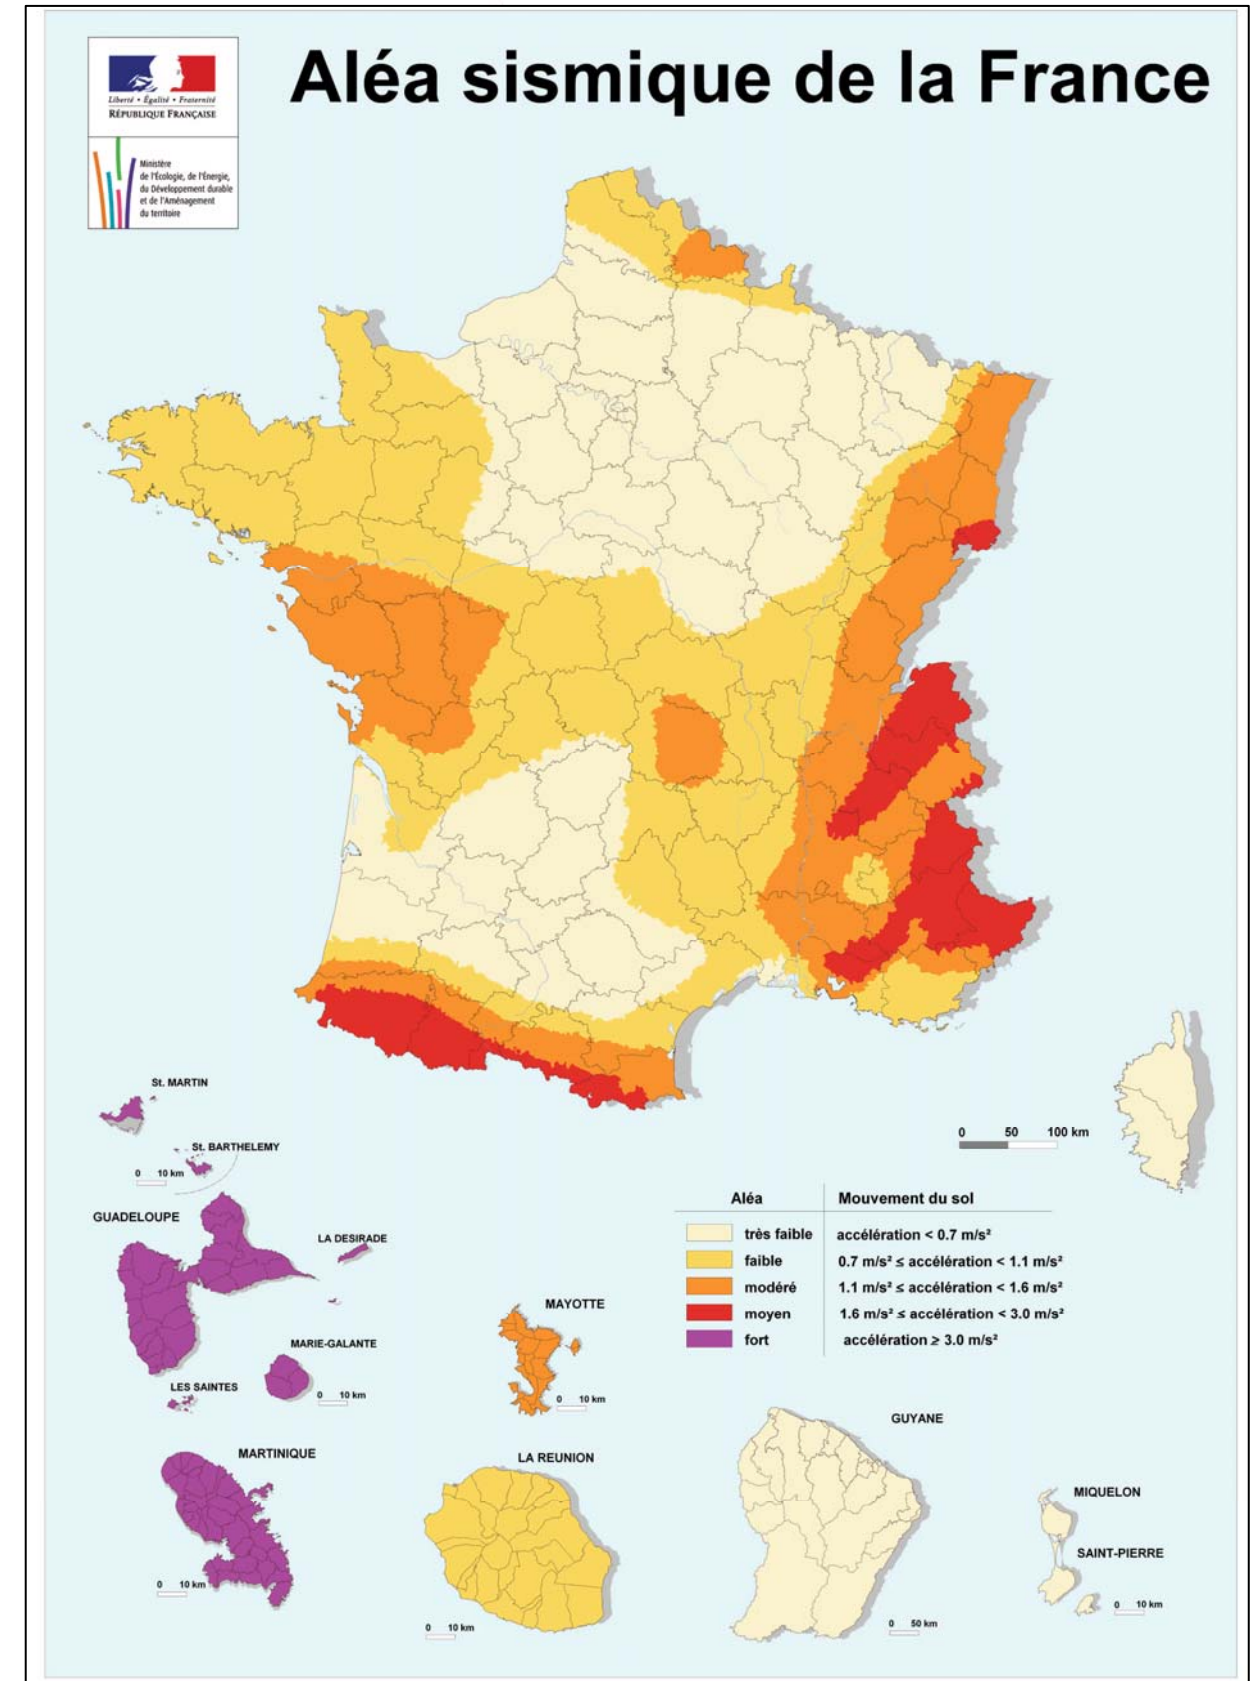 Aléa sismique de la France
Liberté • Égalité • Fraternité
RÉPUBLIQUE FRANÇAISE
Ministère
de l'Écologie, de l'Énergie,
du Développement durable
et de l'Aménagement
du territoire
St. MARTIN
St. BARTHELEMY
0 10 km
GUADELOUPE
LA DESIRADE
MARIE-GALANTE
0 10 km
LES SAINTES
MARTINIQUE
0 10 km
MAYOTTE
0 10 km
LA REUNION
0 10 km
0 50 100 km
Aléa Mouvement du sol
très faible accélération < 0.7 m/s²
faible 0.7 m/s² ≤ accélération < 1.1 m/s²
modéré 1.1 m/s² ≤ accélération < 1.6 m/s²
moyen 1.6 m/s² ≤ accélération < 3.0 m/s²
fort accélération ≥ 3.0 m/s²
GUYANE
0 50 km
MIQUELON
SAINT-PIERRE
0 10 km